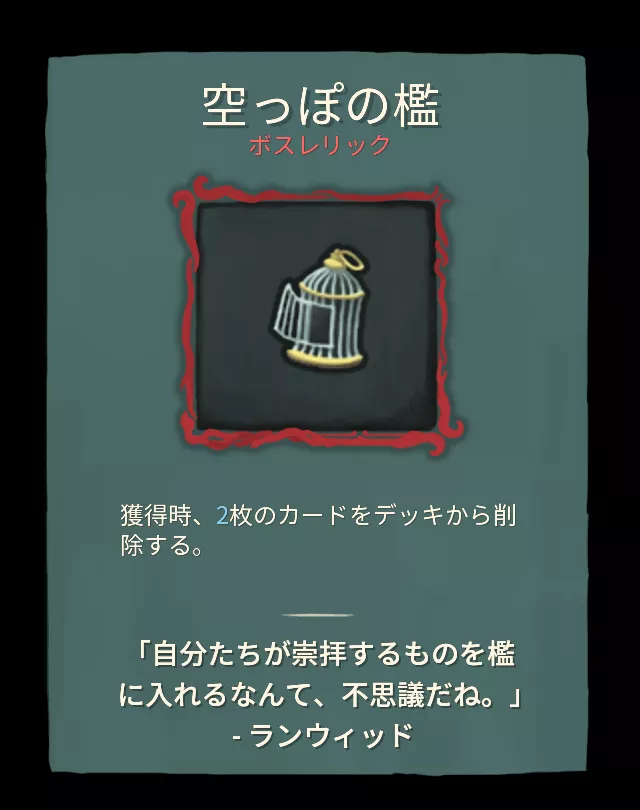 空っぽの檻
ボスレリック
獲得時、2枚のカードをデッキから削
除する。
「自分たちが崇拝するものを檻
に入れるなんて、不思議だね。」
- ランウィッド